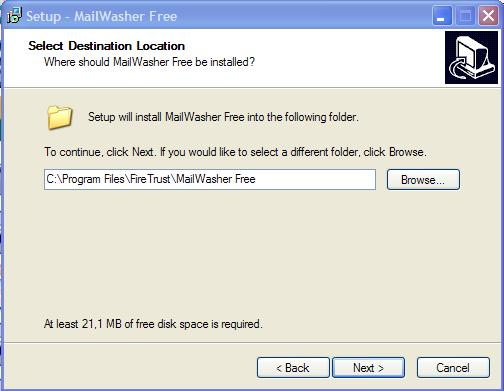 Setup - MailWasher Free
Select Destination Location
Where should MailWasher Free be installed?
Setup will install MailWasher Free into the following folder.
To continue, click Next. If you would like to select a different folder, click Browse.
C:\Program Files\FireTrust\MailWasher Free
Browse...
At least 21,1 MB of free disk space is required.
< Back
Next >
Cancel